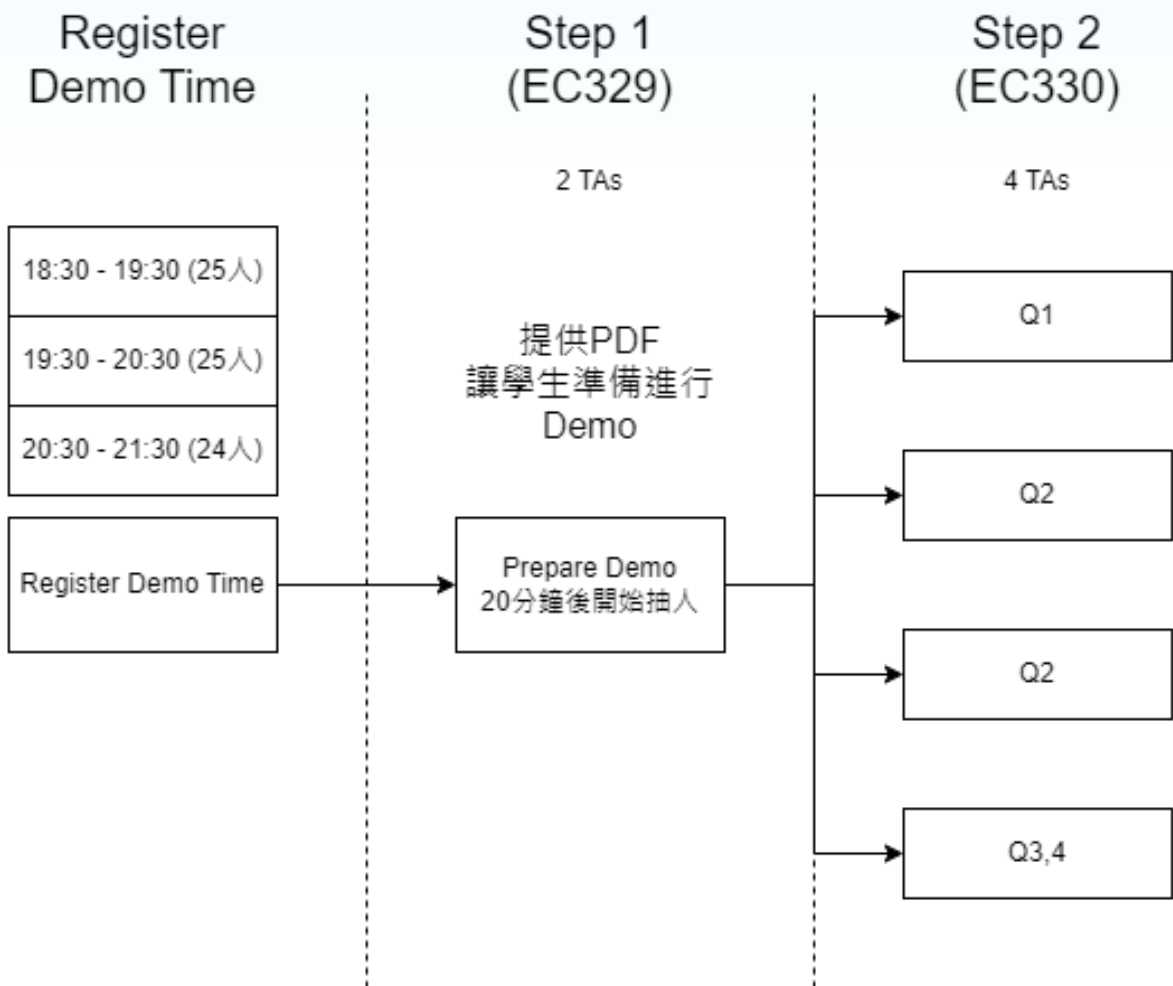 Register
Demo Time
18:30 - 19:30 (25人)
19:30 - 20:30 (25人)
20:30 - 21:30 (24人)
Register Demo Time
Step 1
(EC329)
2 TAs
提供PDF
讓學生準備進行
Demo
Prepare Demo
20分鐘後開始抽人
Step 2
(EC330)
4 TAs
Q1
Q2
Q2
Q3,4